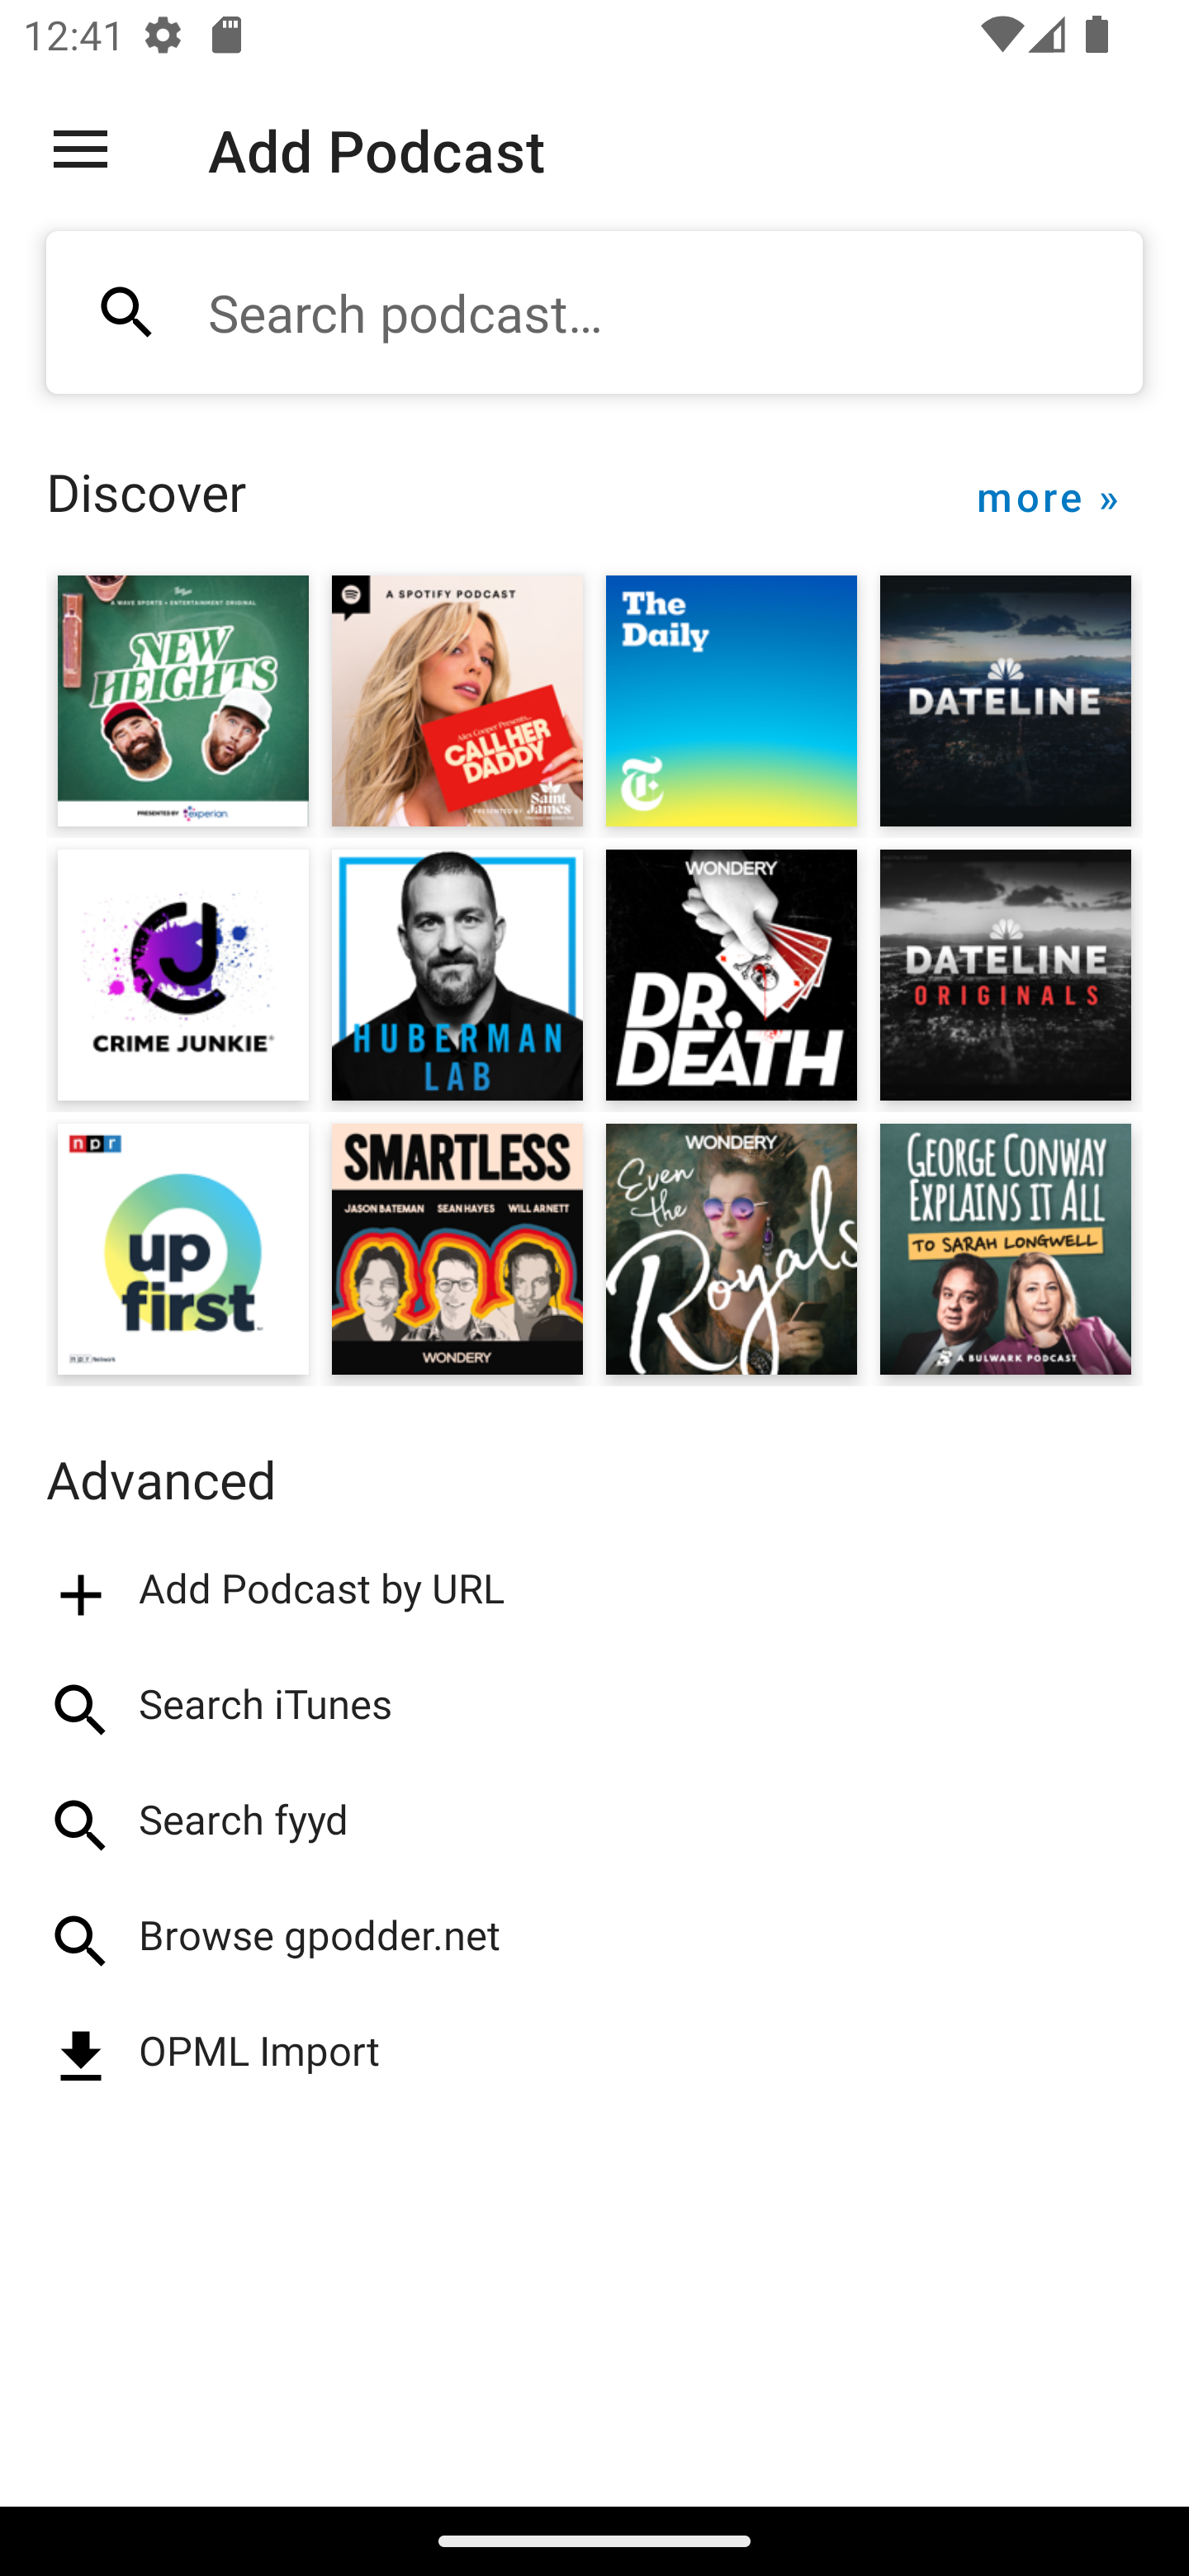 12:41
Add Podcast
Search podcast...
Discover
more »
A WAVE SPORTS + ENTERTAINMENT ORIGINAL
NEW
HEIGHTS
PRESENTED BY experian.
A SPOTIFY PODCAST
Alex Cooper Presents...
CALL HER
DADDY
PRESENTED BY
Saint
James
The
Daily
T
DATELINE
CRIME JUNKIE
HUBERMAN
LAB
WONDERY
DR.
DEATH
DATELINE
ORIGINALS
npr
up
first
npr Network
SMARTLESS
JASON BATEMAN SEAN HAYES WILL ARNETT
WONDERY
WONDERY
Even
the
Royals
GEORGE CONWAY
EXPLAINS IT ALL
TO SARAH LONGWELL
A BULWARK PODCAST
Advanced
Add Podcast by URL
Search iTunes
Search fyyd
Browse gpodder.net
OPML Import